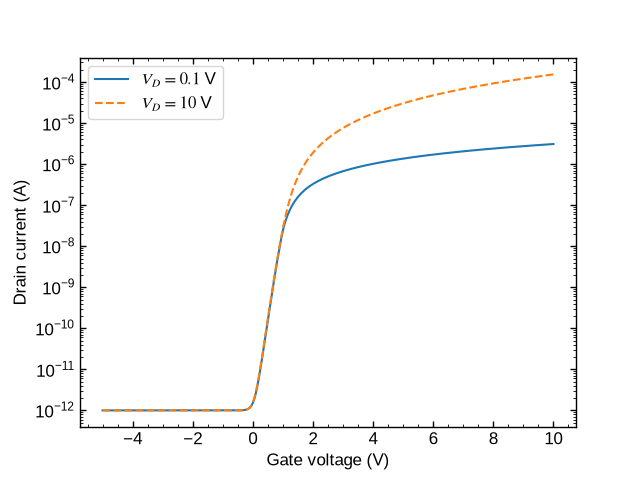 V_D = 0.1 V
V_D = 10 V
10⁻⁴
10⁻⁵
10⁻⁶
10⁻⁷
10⁻⁸
10⁻⁹
10⁻¹⁰
10⁻¹¹
10⁻¹²
Drain current (A)
−4 −2 0 2 4 6 8 10
Gate voltage (V)